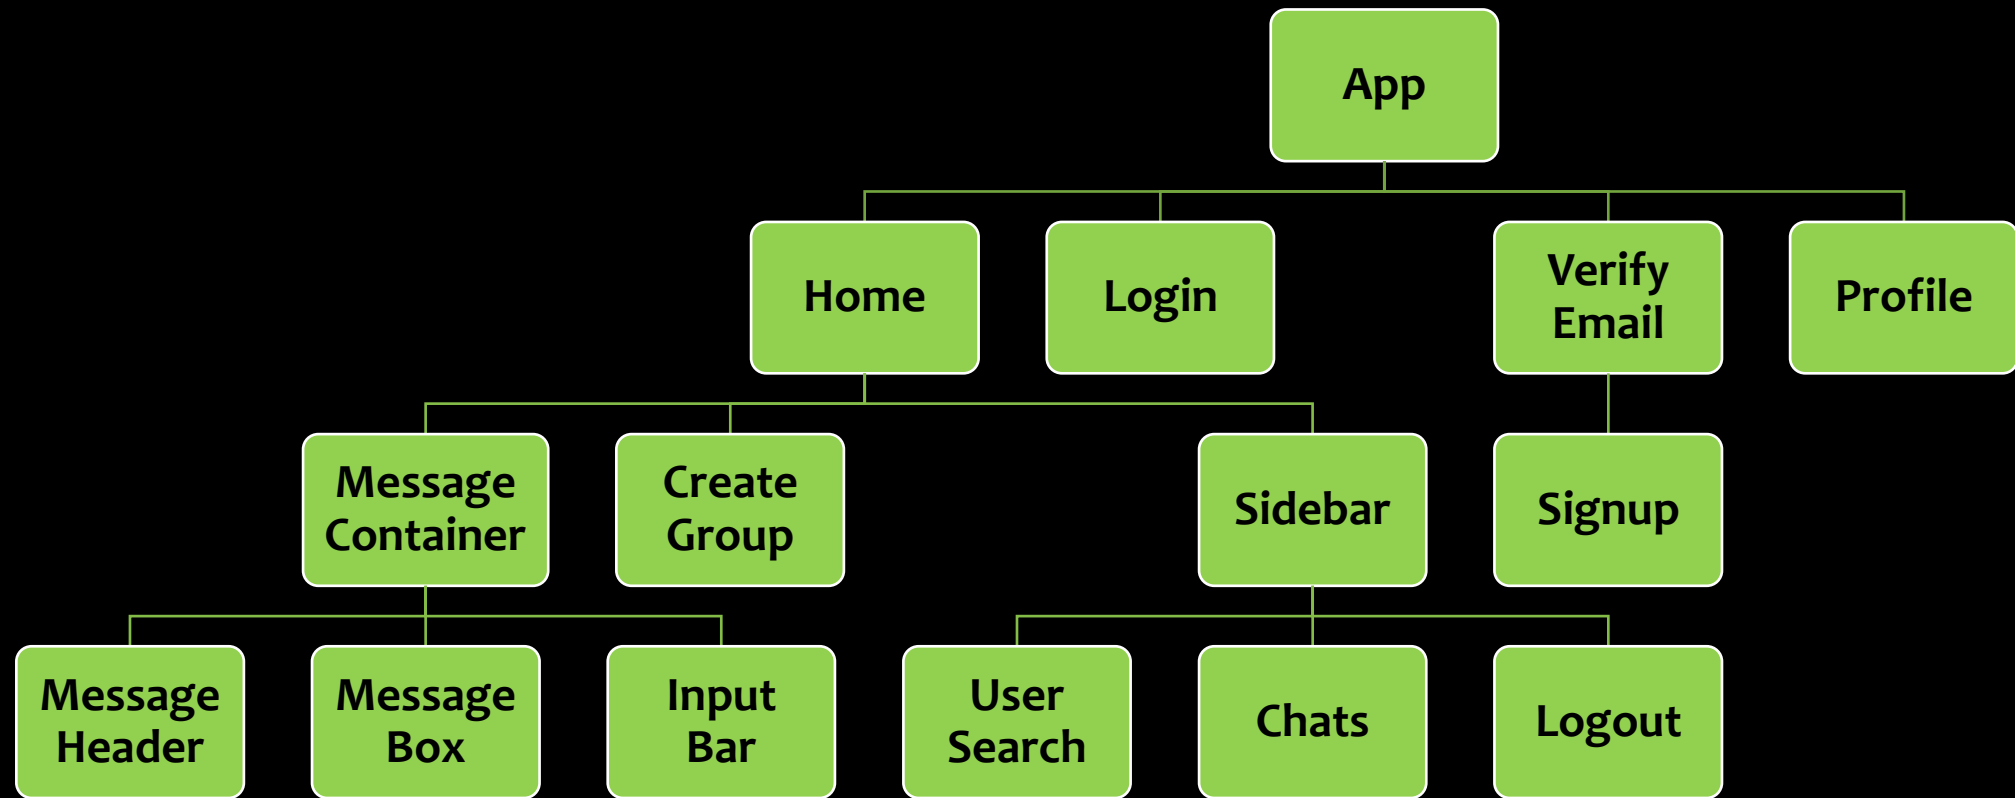 App
Home
Login
Verify
Email
Profile
Message
Container
Create
Group
Sidebar
Signup
Message
Header
Message
Box
Input
Bar
User
Search
Chats
Logout